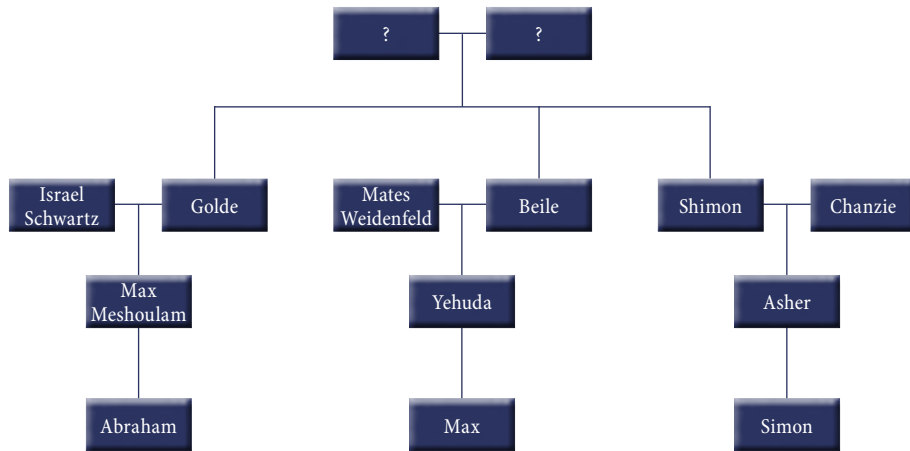 ?
?
Israel
Schwartz
Golde
Mates
Weidenfeld
Beile
Shimon
Chanzie
Max
Meshoulam
Yehuda
Asher
Abraham
Max
Simon